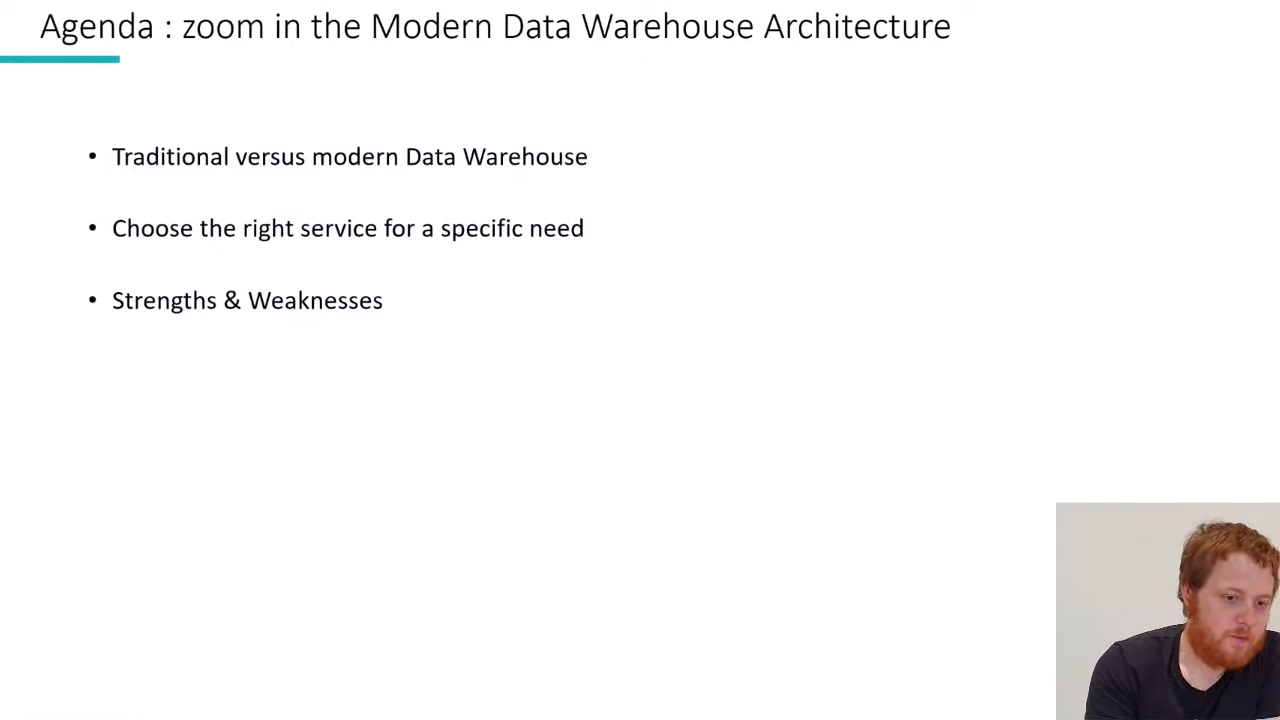 Agenda : zoom in the Modern Data Warehouse Architecture
• Traditional versus modern Data Warehouse
• Choose the right service for a specific need
• Strengths & Weaknesses